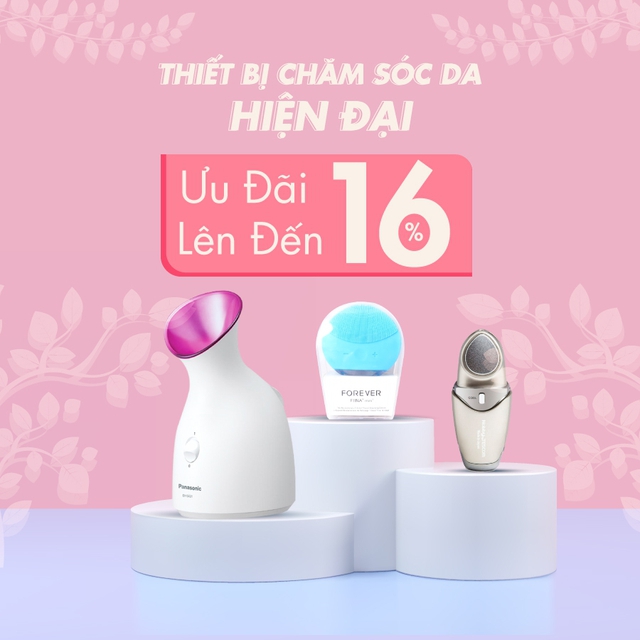 THIẾT BỊ CHĂM SÓC DA
HIỆN ĐẠI
Ưu Đãi
Lên Đến
16%
FOREVER
Panasonic